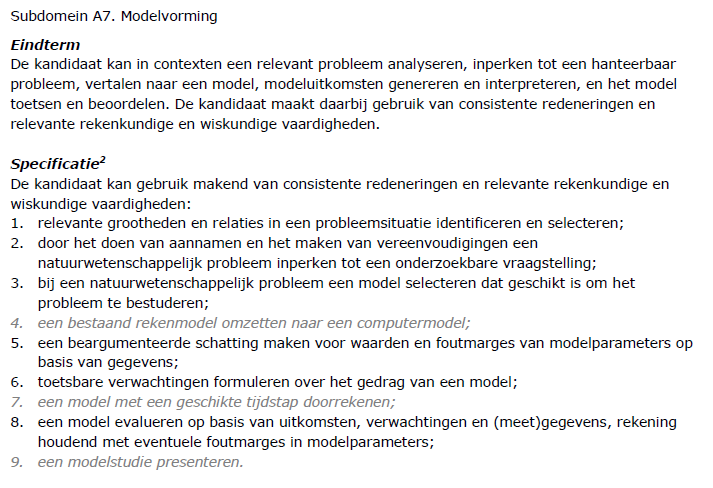 Subdomein A7. Modelvorming
Eindterm
De kandidaat kan in contexten een relevant probleem analyseren, inperken tot een hanteerbaar
probleem, vertalen naar een model, modeluitkomsten genereren en interpreteren, en het model
toetsen en beoordelen. De kandidaat maakt daarbij gebruik van consistente redeneringen en
relevante rekenkundige en wiskundige vaardigheden.
Specificatie²
De kandidaat kan gebruik makend van consistente redeneringen en relevante rekenkundige en
wiskundige vaardigheden:
1. relevante grootheden en relaties in een probleemsituatie identificeren en selecteren;
2. door het doen van aannamen en het maken van vereenvoudigingen een
natuurwetenschappelijk probleem inperken tot een onderzoekbare vraagstelling;
3. bij een natuurwetenschappelijk probleem een model selecteren dat geschikt is om het
probleem te bestuderen;
4. een bestaand rekenmodel omzetten naar een computermodel;
5. een beargumenteerde schatting maken voor waarden en foutmarges van modelparameters op
basis van gegevens;
6. toetsbare verwachtingen formuleren over het gedrag van een model;
7. een model met een geschikte tijdstap doorrekenen;
8. een model evalueren op basis van uitkomsten, verwachtingen en (meet)gegevens, rekening
houdend met eventuele foutmarges in modelparameters;
9. een modelstudie presenteren.